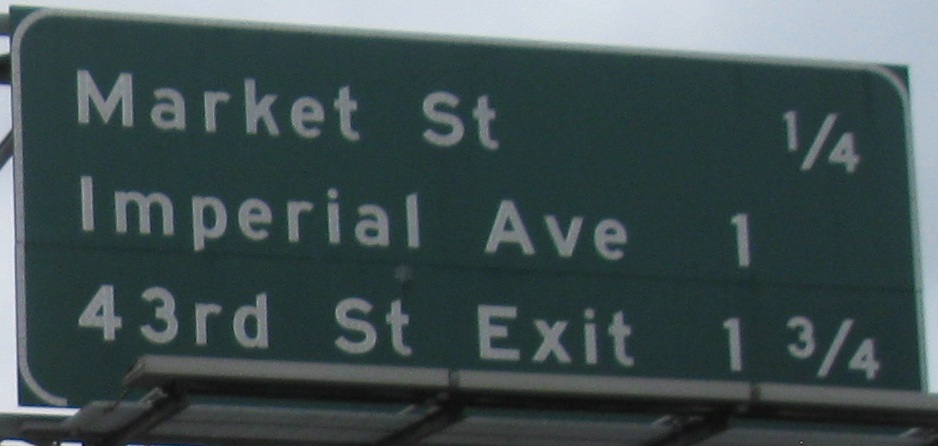 Market St 1/4
Imperial Ave 1
43rd St Exit 1 3/4